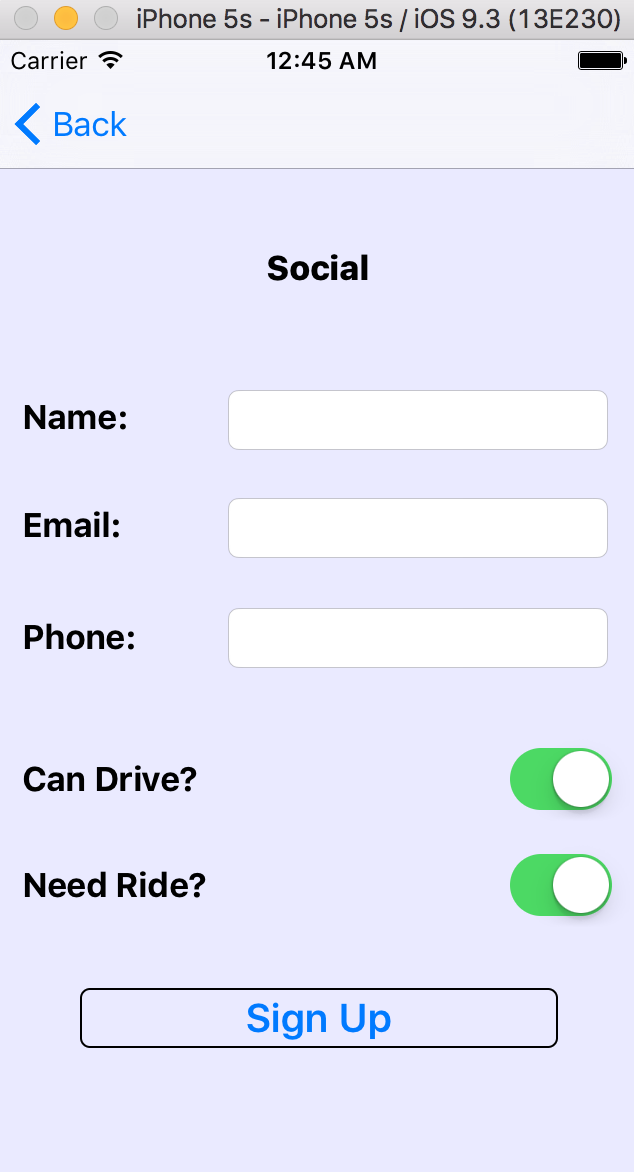 iPhone 5s - iPhone 5s / iOS 9.3 (13E230)
Carrier 12:45 AM
Back
Social
Name:
Email:
Phone:
Can Drive?
Need Ride?
Sign Up